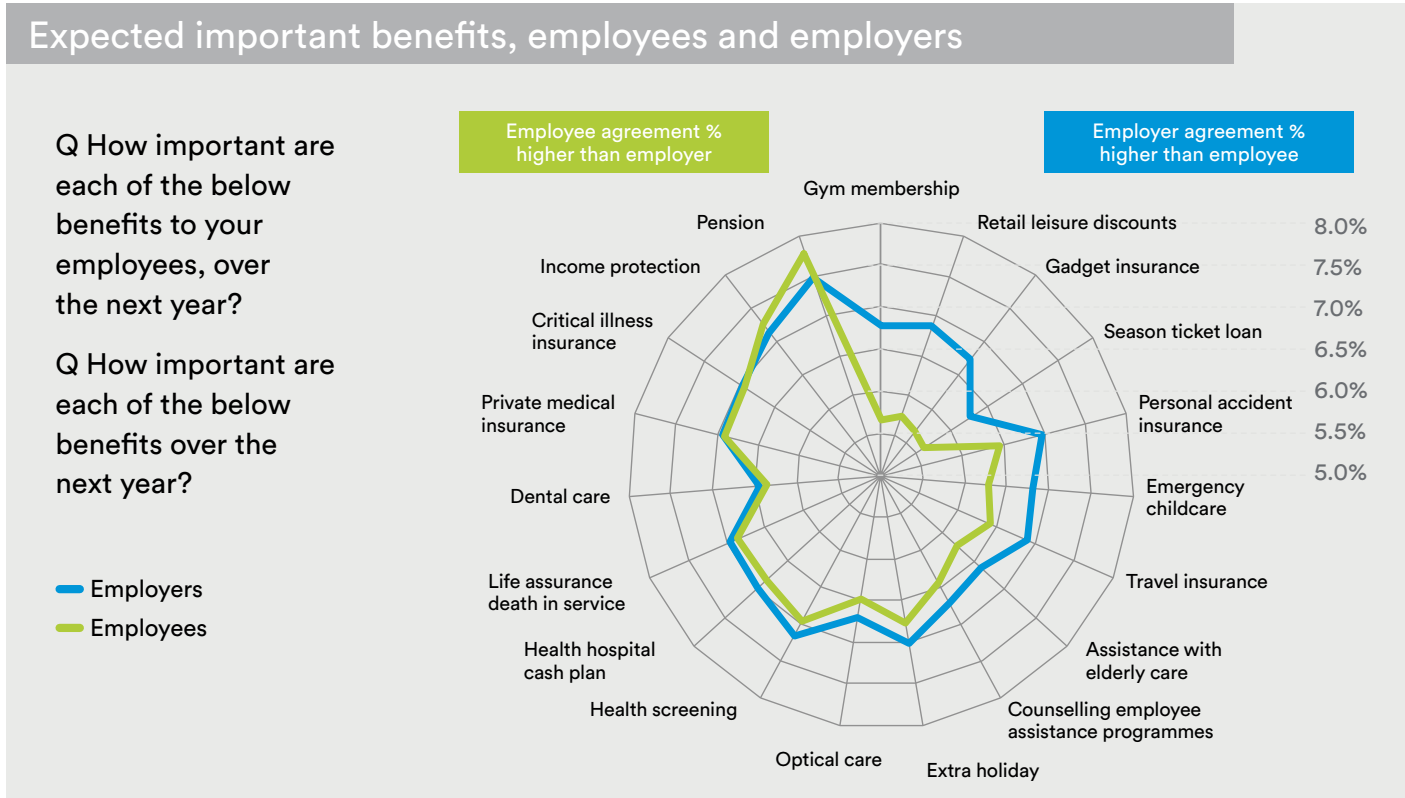 Expected important benefits, employees and employers
Q How important are
each of the below
benefits to your
employees, over
the next year?
Q How important are
each of the below
benefits over the
next year?
Employers
Employees
Employee agreement %
higher than employer
Employer agreement %
higher than employee
Gym membership
Retail leisure discounts
Gadget insurance
Season ticket loan
Personal accident
insurance
Emergency
childcare
Travel insurance
Assistance with
elderly care
Counselling employee
assistance programmes
Extra holiday
Optical care
Health screening
Health hospital
cash plan
Life assurance
death in service
Dental care
Private medical
insurance
Critical illness
insurance
Income protection
Pension
8.0%
7.5%
7.0%
6.5%
6.0%
5.5%
5.0%